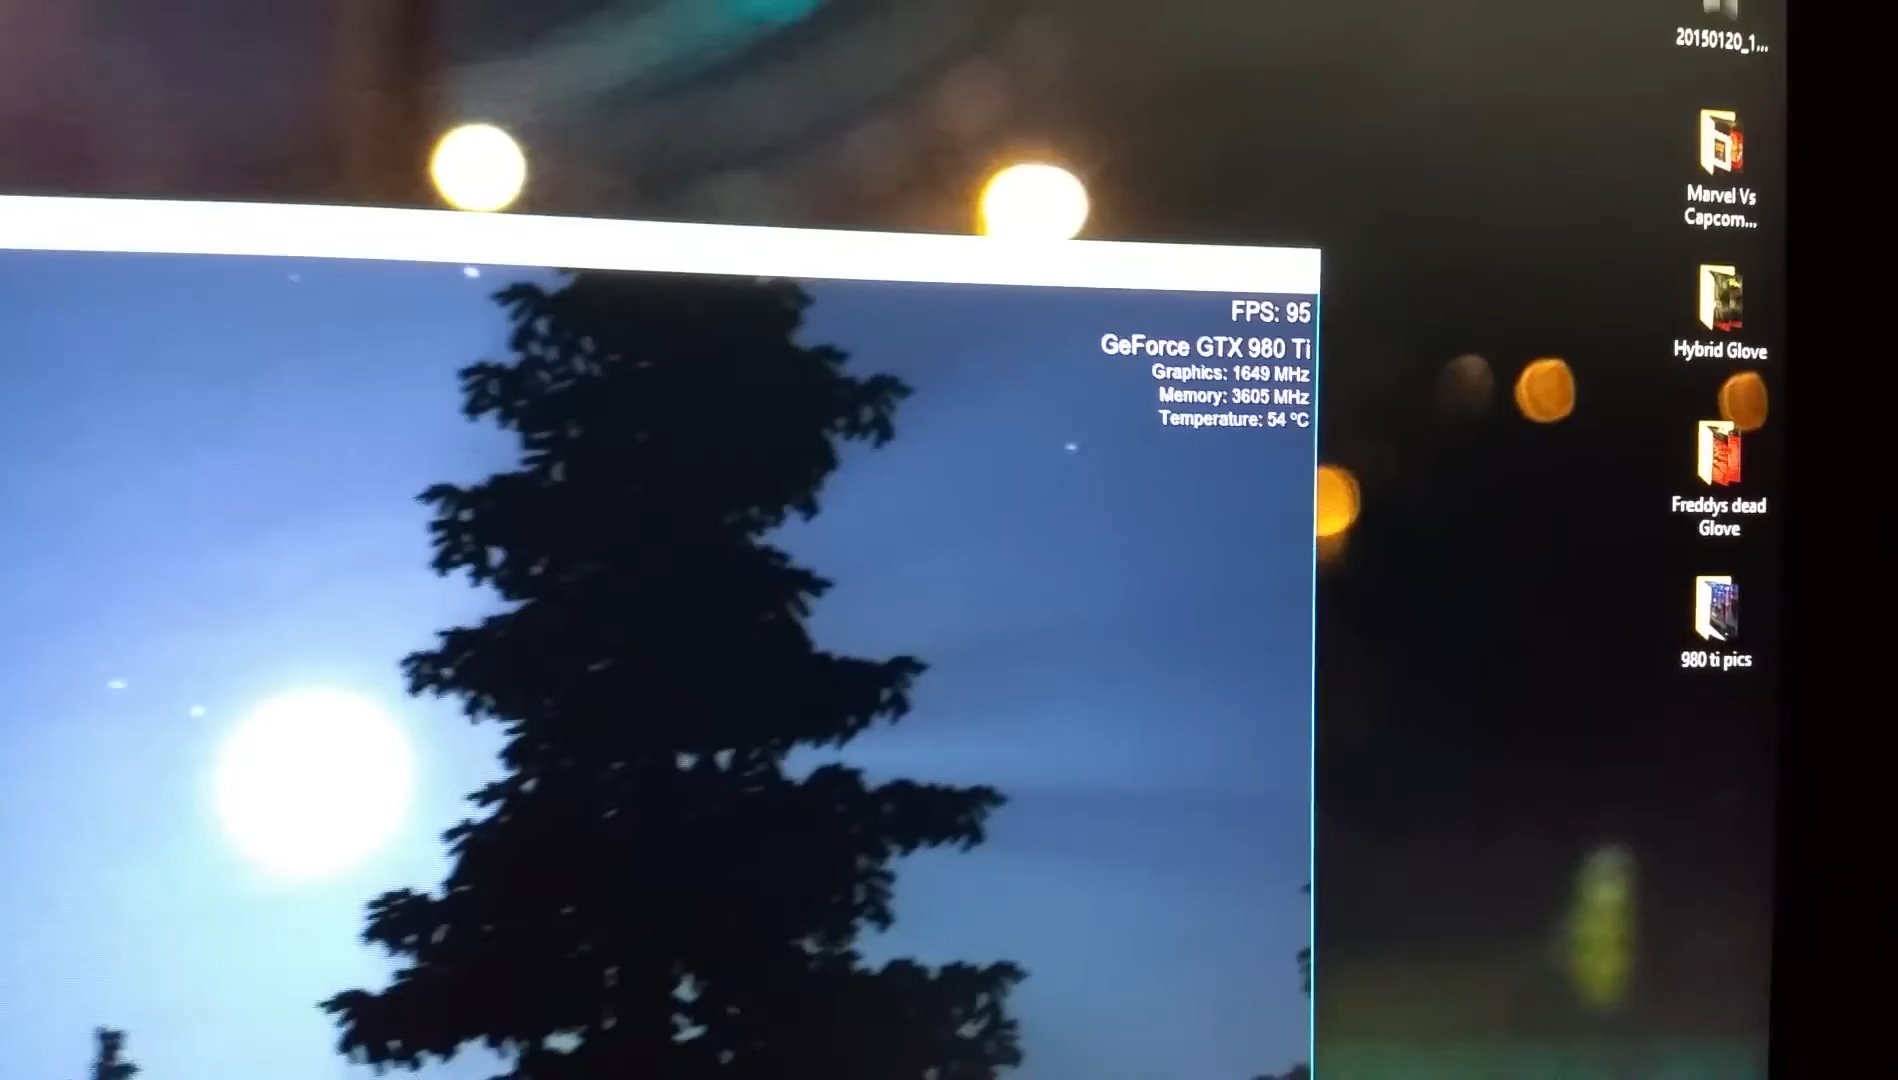 20150120_1...
Marvel Vs
Capcom...
FPS: 95
GeForce GTX 980 Ti
Graphics: 1649 MHz
Memory: 3605 MHz
Temperature: 54 °C
Hybrid Glove
Freddys dead
Glove
980 ti pics